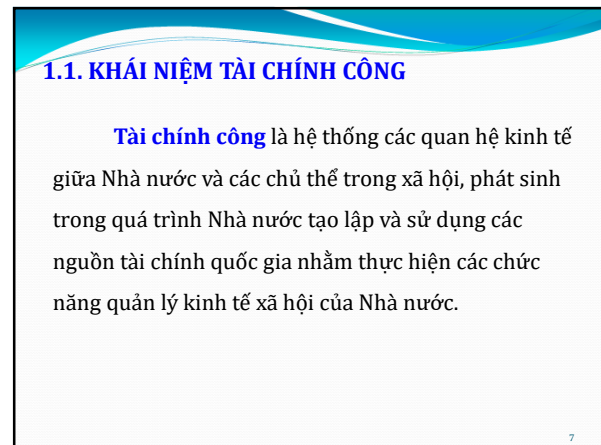 1.1. KHÁI NIỆM TÀI CHÍNH CÔNG
Tài chính công là hệ thống các quan hệ kinh tế
giữa Nhà nước và các chủ thể trong xã hội, phát sinh
trong quá trình Nhà nước tạo lập và sử dụng các
nguồn tài chính quốc gia nhằm thực hiện các chức
năng quản lý kinh tế xã hội của Nhà nước.
7